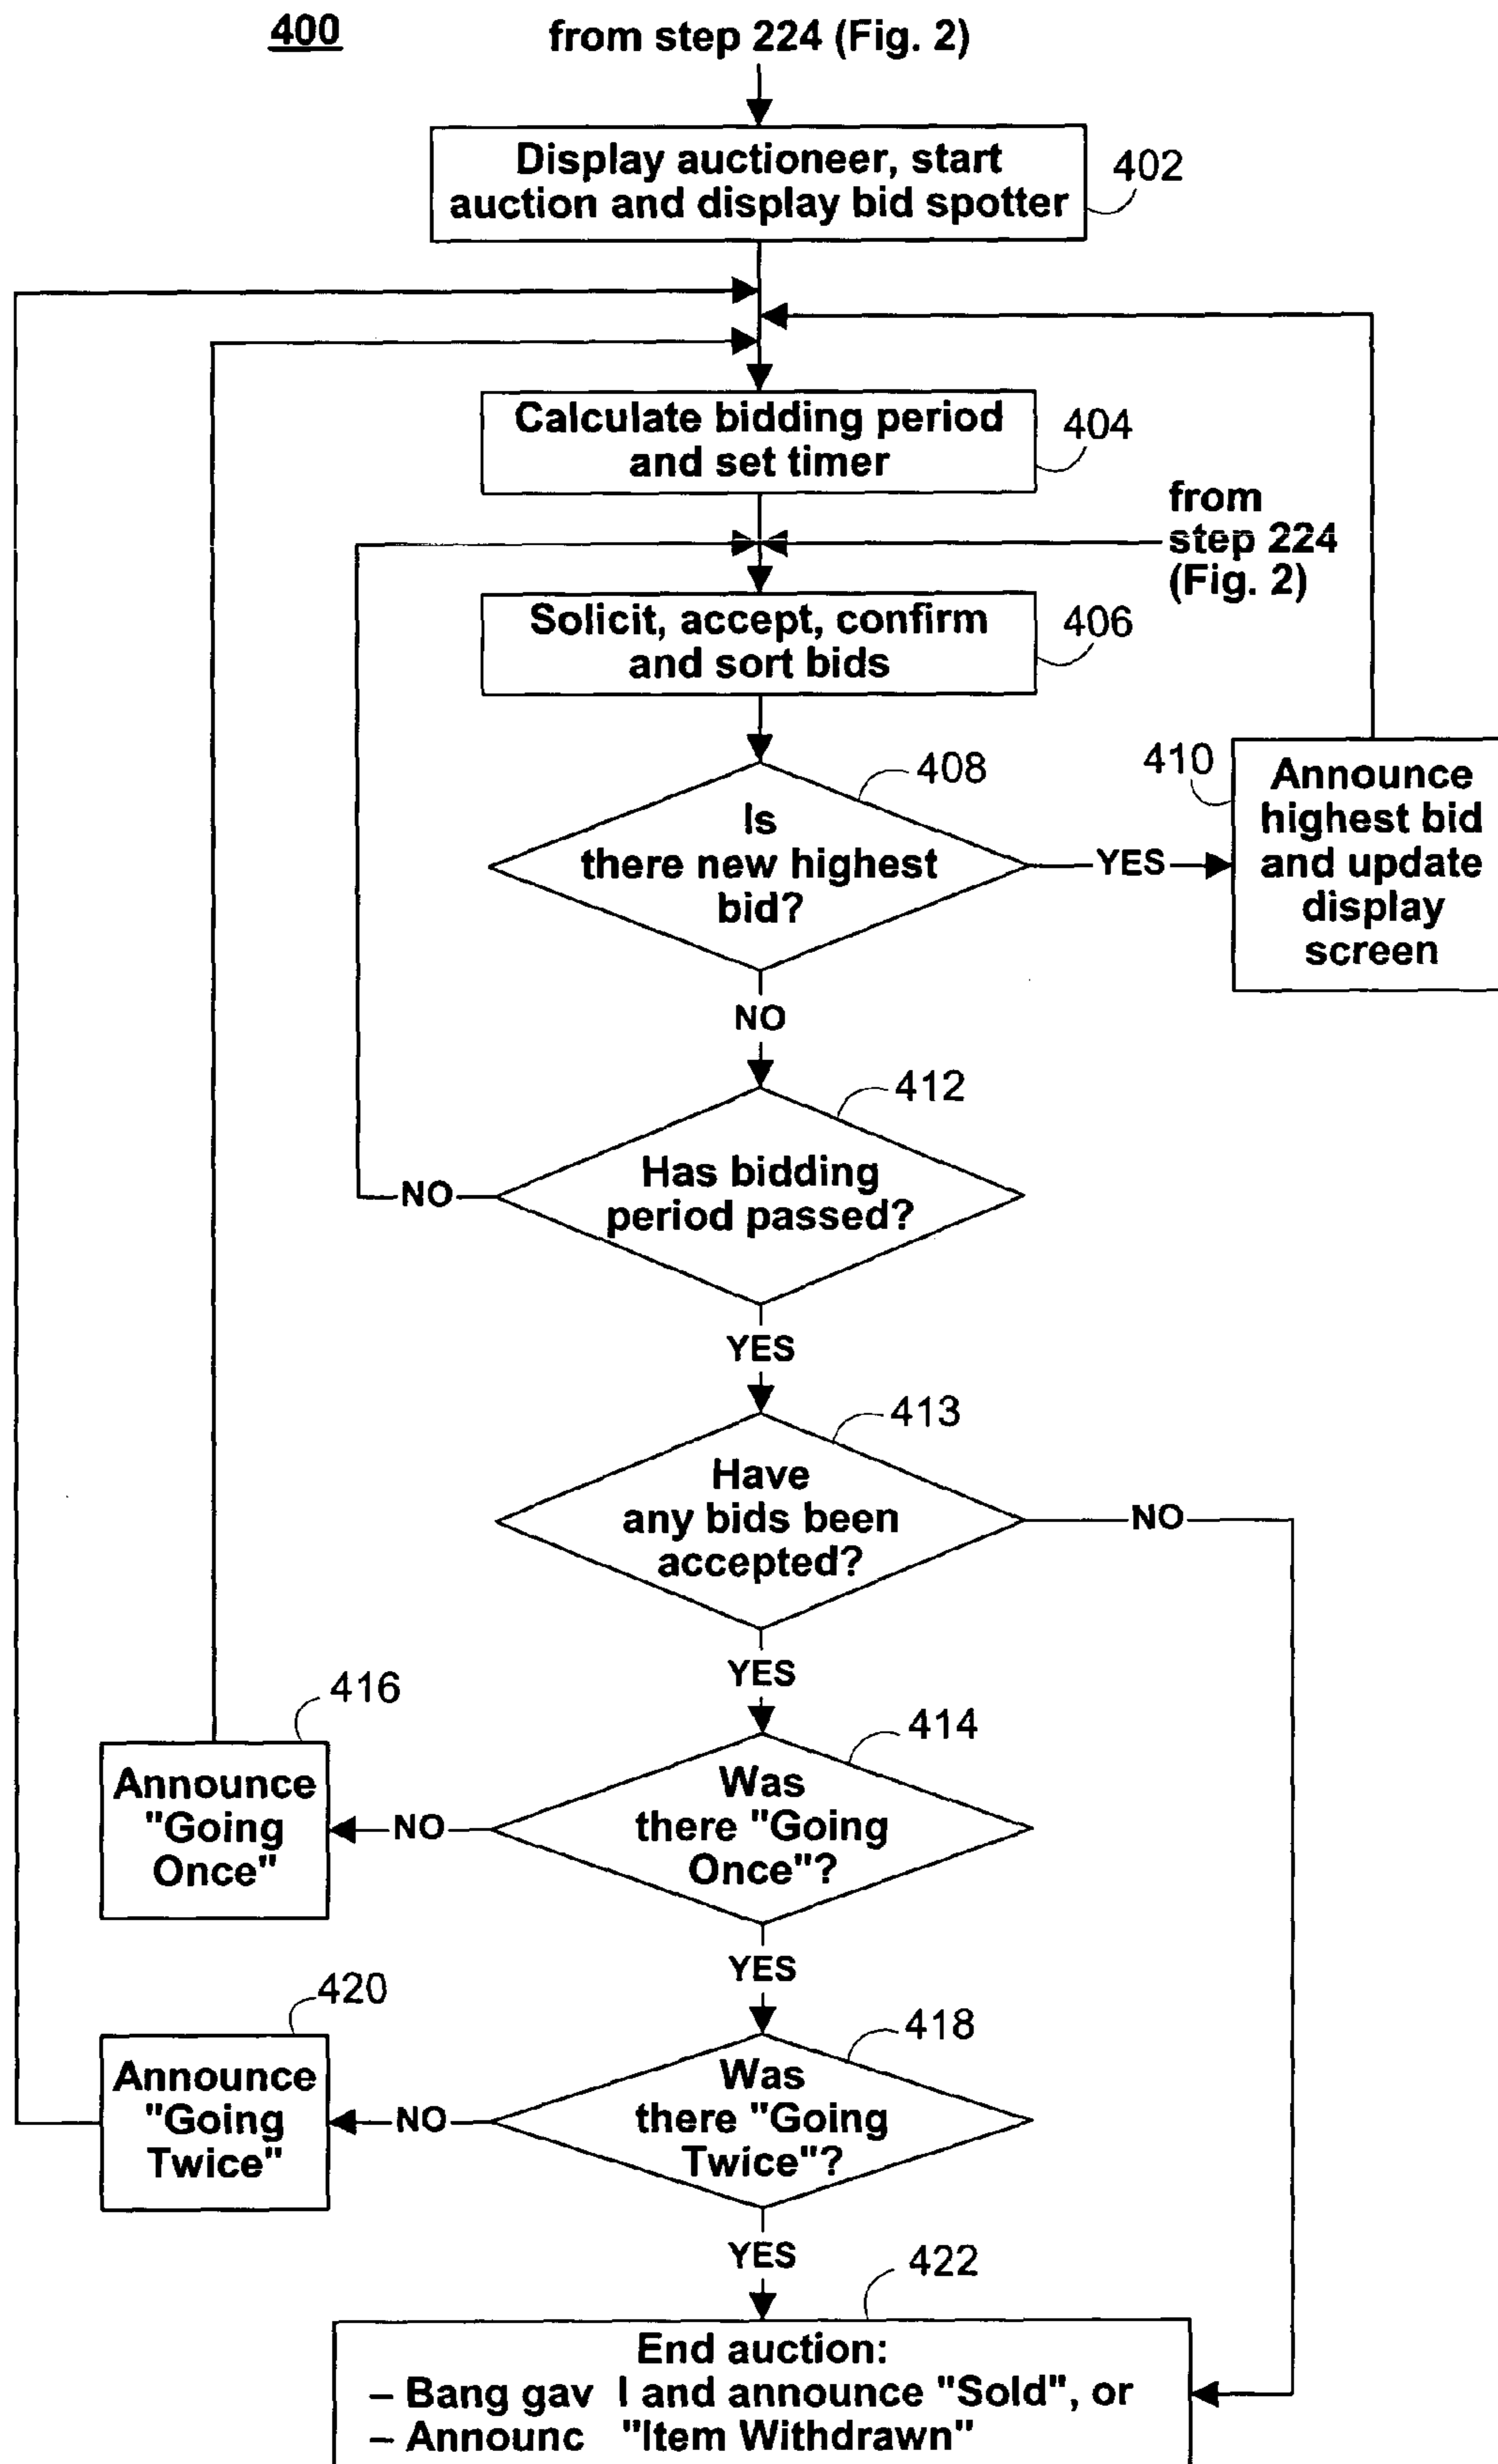 400
from step 224 (Fig. 2)
Display auctioneer, start
auction and display bid spotter
402
Calculate bidding period
and set timer
404
from
step 224
(Fig. 2)
Solicit, accept, confirm
and sort bids
406
408
Is
there new highest
bid?
YES
410
Announce
highest bid
and update
display
screen
NO
412
Has bidding
period passed?
NO
YES
413
Have
any bids been
accepted?
NO
YES
414
Was
there "Going
Once"?
NO
416
Announce
"Going
Once"
YES
418
Was
there "Going
Twice"?
NO
420
Announce
"Going
Twice"
YES
422
End auction:
– Bang gav l and announce "Sold", or
– Announc "Item Withdrawn"